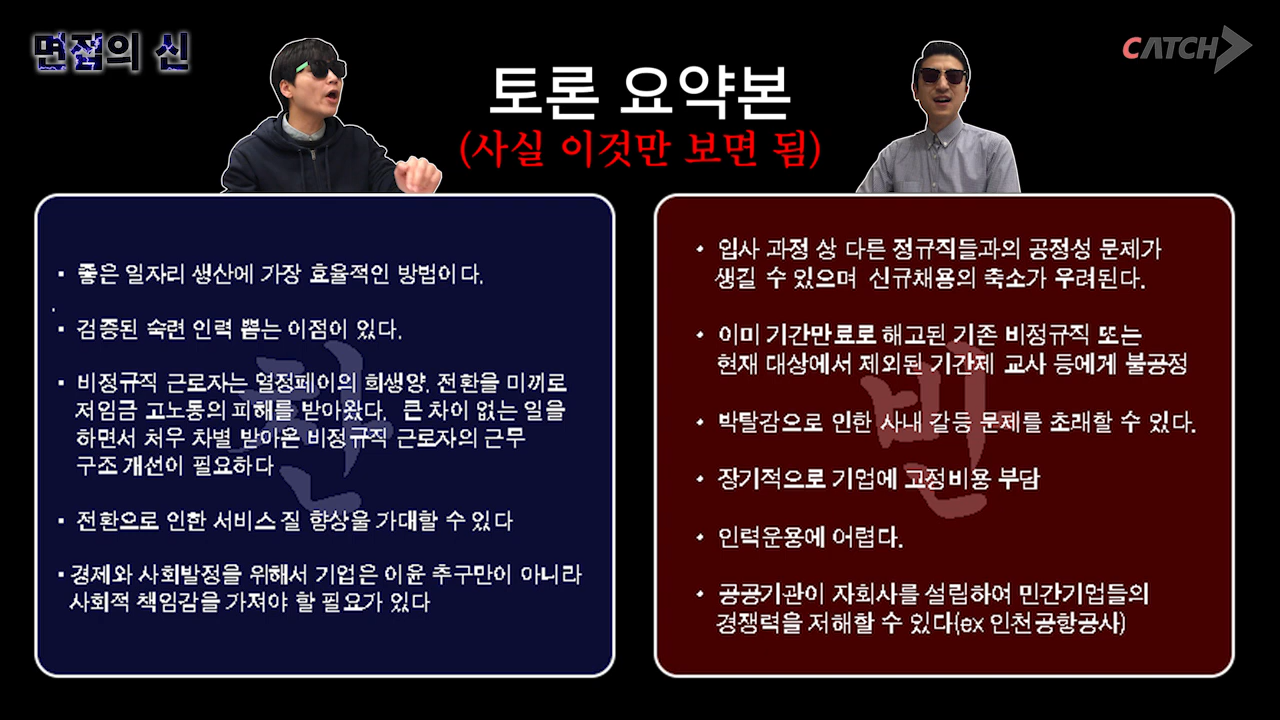 면접의 신
CATCH
토론 요약본
(사실 이것만 보면 됨)
찬
▪ 좋은 일자리 생산에 가장 효율적인 방법이다.
▪ 검증된 숙련 인력 뽑는 이점이 있다.
▪ 비정규직 근로자는 열정페이의 희생양. 전환을 미끼로
저임금 고노동의 피해를 받아왔다. 큰 차이 없는 일을
하면서 처우 차별 받아온 비정규직 근로자의 근무
구조 개선이 필요하다
▪ 전환으로 인한 서비스 질 향상을 가대할 수 있다
▪ 경제와 사회발정을 위해서 기업은 이윤 추구만이 아니라
사회적 책임감을 가져야 할 필요가 있다
반
• 입사 과정 상 다른 정규직들과의 공정성 문제가
생길 수 있으며 신규채용의 축소가 우려된다.
• 이미 기간만료로 해고된 기존 비정규직 또는
현재 대상에서 제외된 기간제 교사 등에게 불공정
• 박탈감으로 인한 사내 갈등 문제를 초래할 수 있다.
• 장기적으로 기업에 고정비용 부담
• 인력운용에 어렵다.
• 공공기관이 자회사를 설립하여 민간기업들의
경쟁력을 저해할 수 있다(ex 인천공항공사)